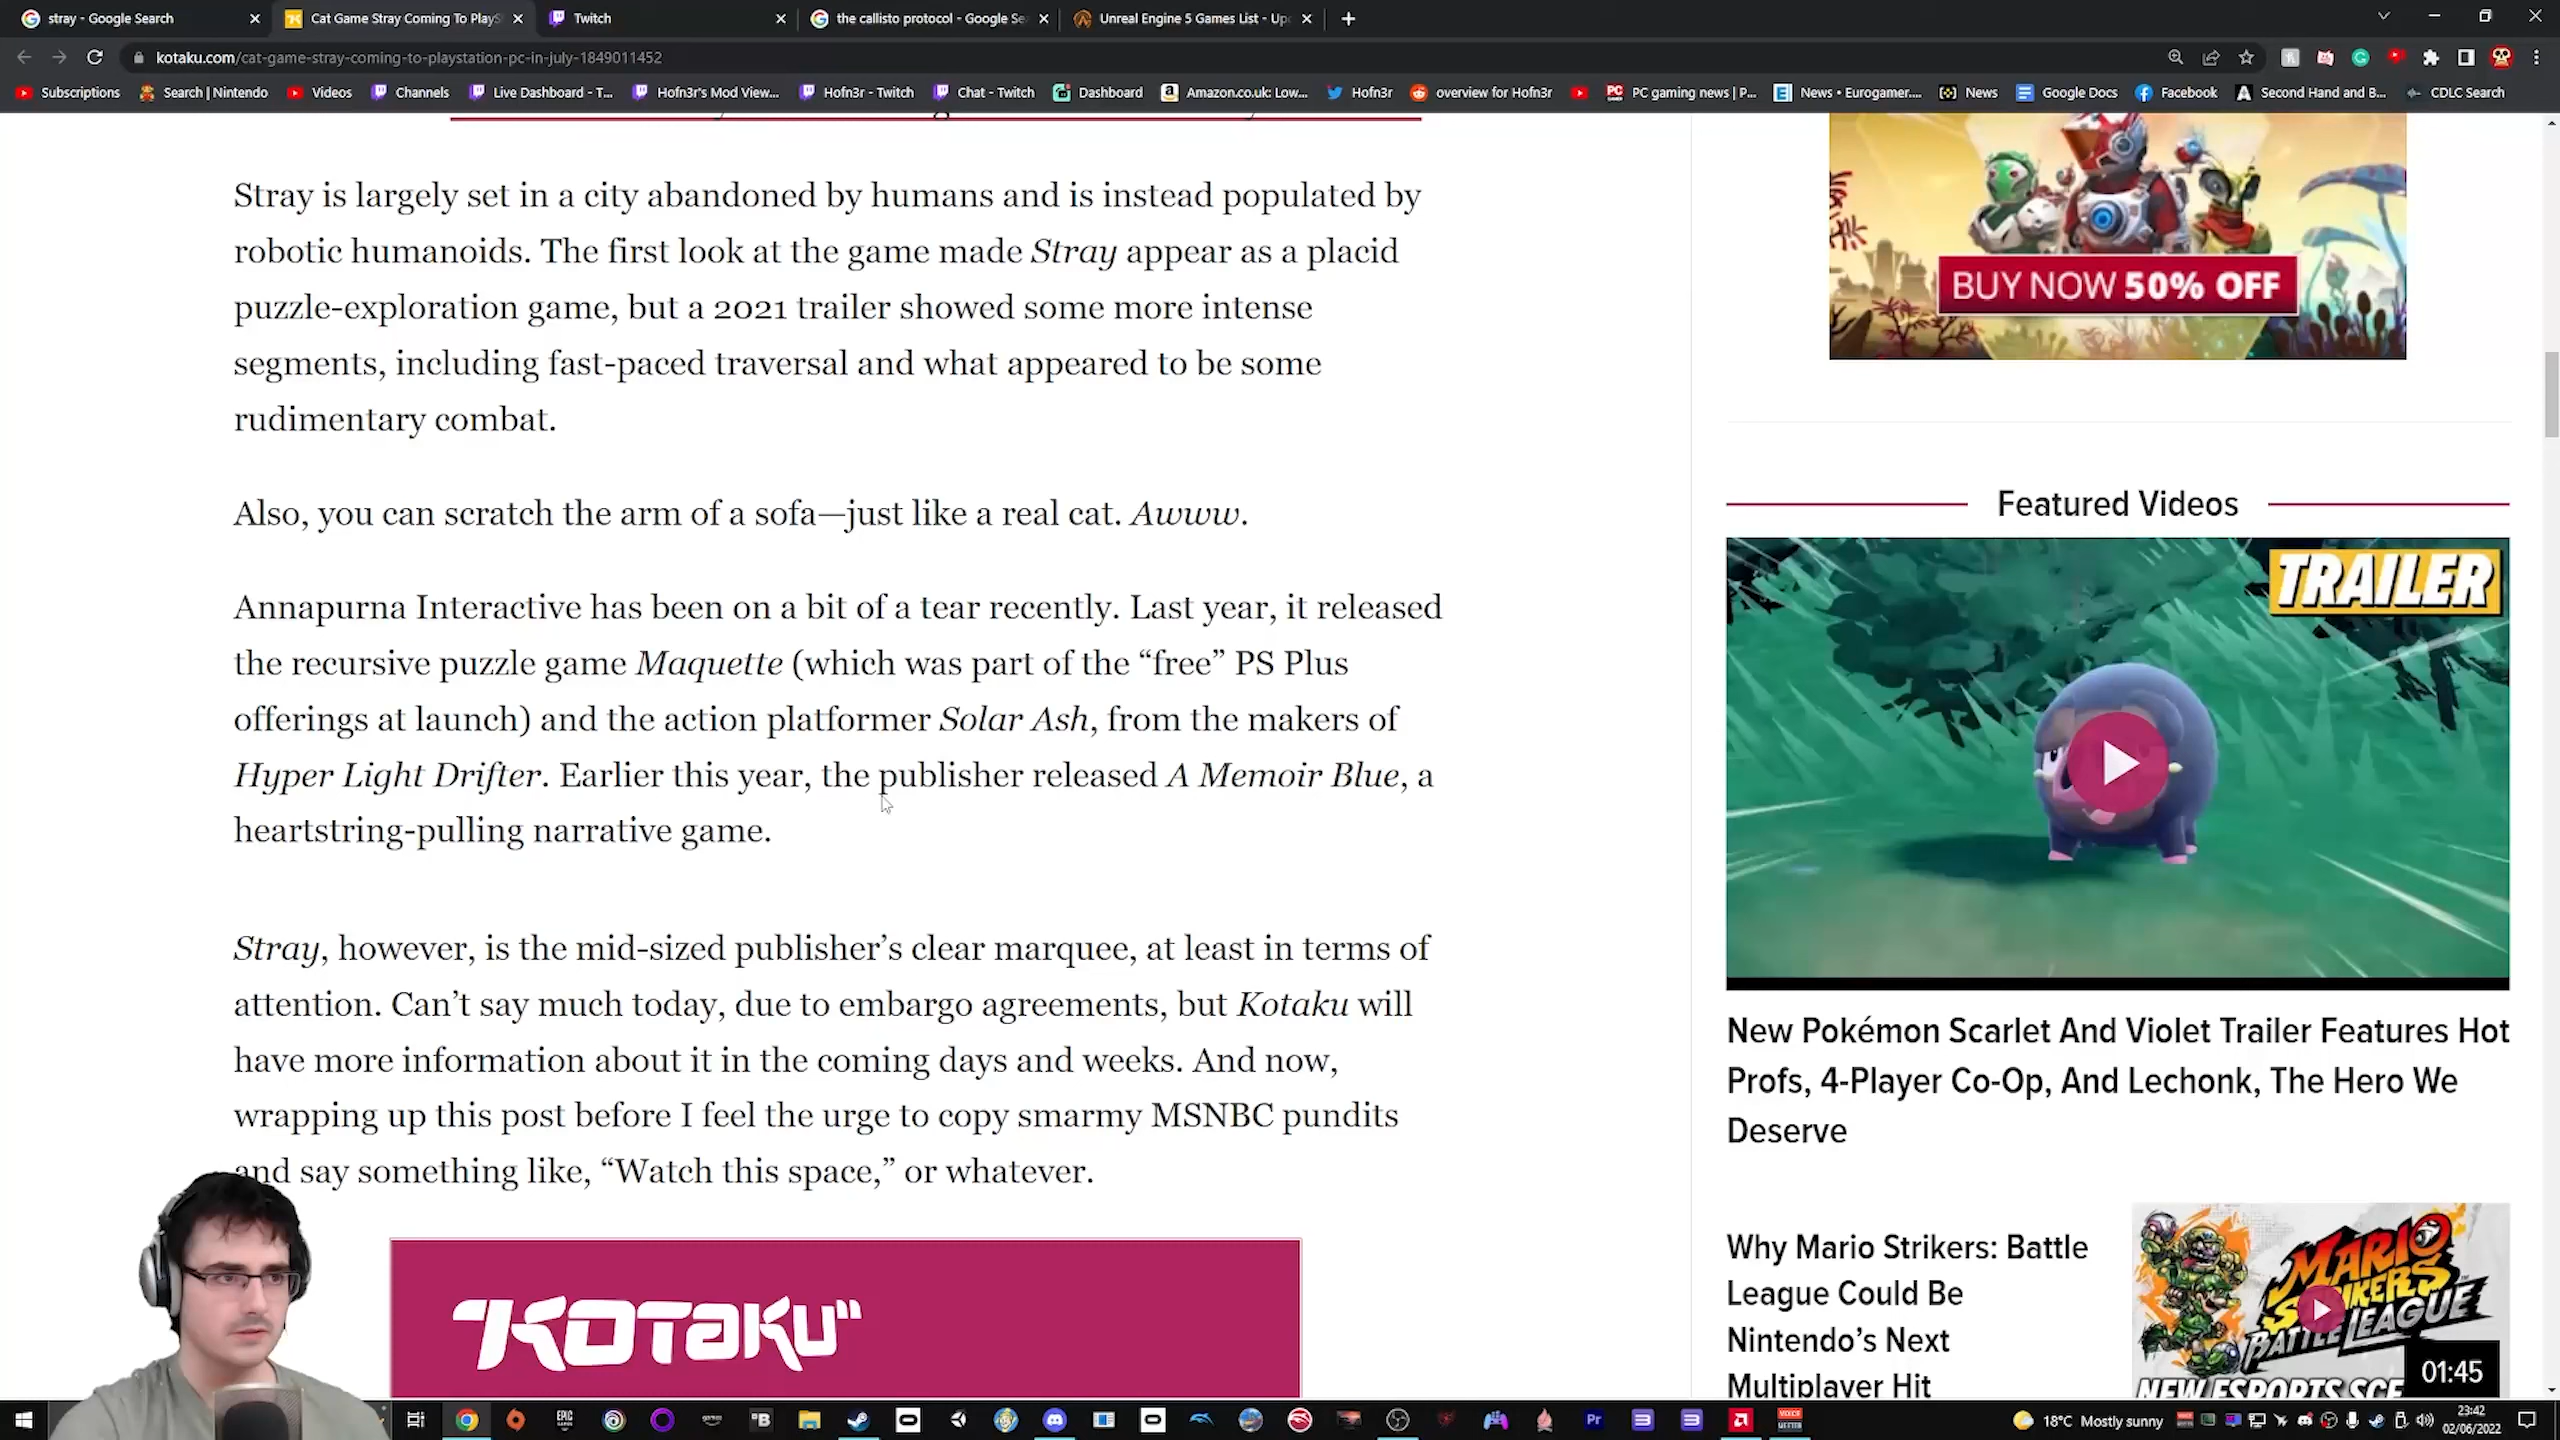 stray - Google Search
Cat Game Stray Coming To PlayS
Twitch
the callisto protocol - Google Se
Unreal Engine 5 Games List - Up
kotaku.com/cat-game-stray-coming-to-playstation-pc-in-july-1849011452
Subscriptions
Search | Nintendo
Videos
Channels
Live Dashboard - T...
Hofn3r's Mod View...
Hofn3r - Twitch
Chat - Twitch
Dashboard
Amazon.co.uk: Low...
Hofn3r
overview for Hofn3r
PC gaming news | P...
News • Eurogamer....
News
Google Docs
Facebook
Second Hand and B...
CDLC Search
Stray is largely set in a city abandoned by humans and is instead populated by
robotic humanoids. The first look at the game made Stray appear as a placid
puzzle-exploration game, but a 2021 trailer showed some more intense
segments, including fast-paced traversal and what appeared to be some
rudimentary combat.
Also, you can scratch the arm of a sofa—just like a real cat. Awww.
Annapurna Interactive has been on a bit of a tear recently. Last year, it released
the recursive puzzle game Maquette (which was part of the “free” PS Plus
offerings at launch) and the action platformer Solar Ash, from the makers of
Hyper Light Drifter. Earlier this year, the publisher released A Memoir Blue, a
heartstring-pulling narrative game.
Stray, however, is the mid-sized publisher’s clear marquee, at least in terms of
attention. Can’t say much today, due to embargo agreements, but Kotaku will
have more information about it in the coming days and weeks. And now,
wrapping up this post before I feel the urge to copy smarmy MSNBC pundits
and say something like, “Watch this space,” or whatever.
KOTAKU
BUY NOW 50% OFF
Featured Videos
TRAILER
New Pokémon Scarlet And Violet Trailer Features Hot
Profs, 4-Player Co-Op, And Lechonk, The Hero We
Deserve
Why Mario Strikers: Battle
League Could Be
Nintendo’s Next
Multiplayer Hit
MARIO
STRIKERS
BATTLE LEAGUE
01:45
NEW ESPORTS SCE
18°C Mostly sunny
23:42
02/06/2022